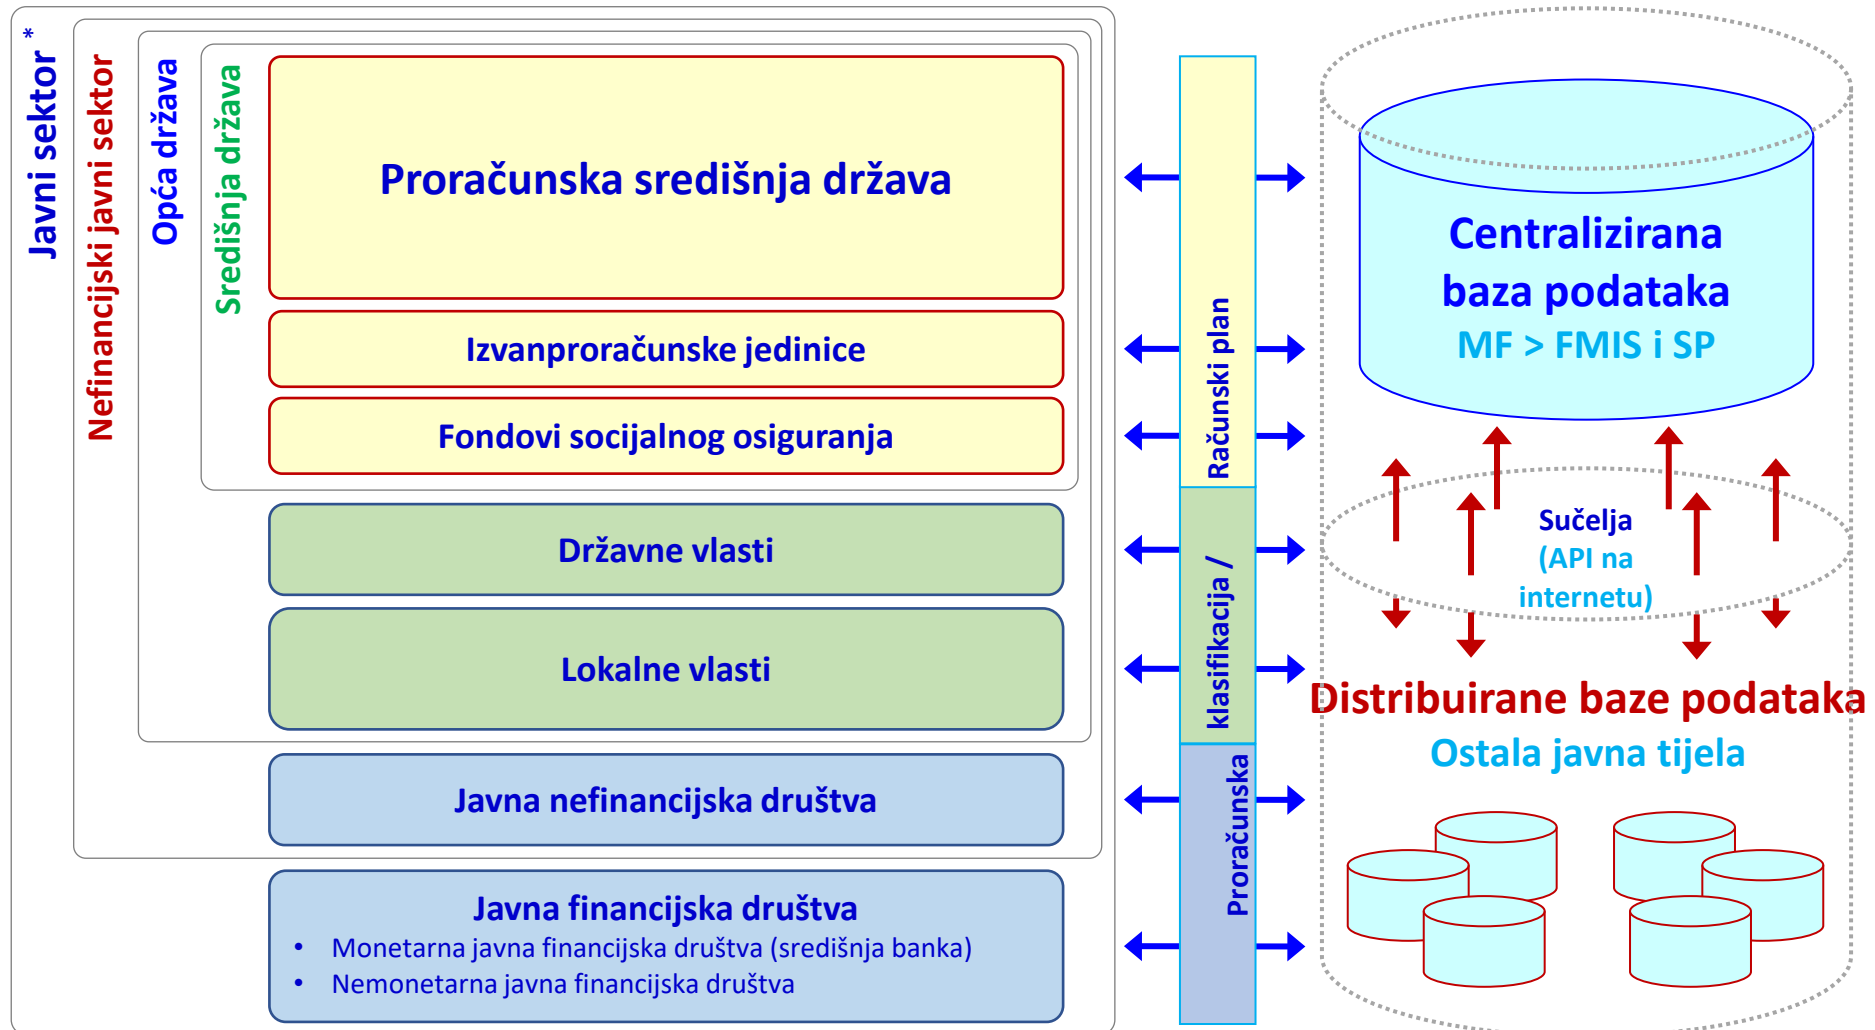 Javni sektor *
Nefinancijski javni sektor
Opća država
Središnja država
Proračunska središnja država
Izvanproračunske jedinice
Fondovi socijalnog osiguranja
Državne vlasti
Lokalne vlasti
Javna nefinancijska društva
Javna financijska društva
• Monetarna javna financijska društva (središnja banka)
• Nemonetarna javna financijska društva
Proračunska klasifikacija / Računski plan
Centralizirana
baza podataka
MF > FMIS i SP
Sučelja
(API na
internetu)
Distribuirane baze podataka
Ostala javna tijela